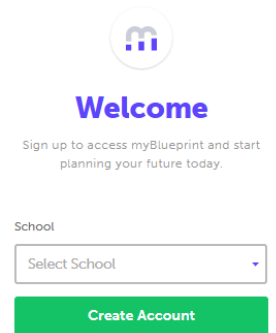 Welcome
Sign up to access myBlueprint and start
planning your future today.
School
Select School
Create Account